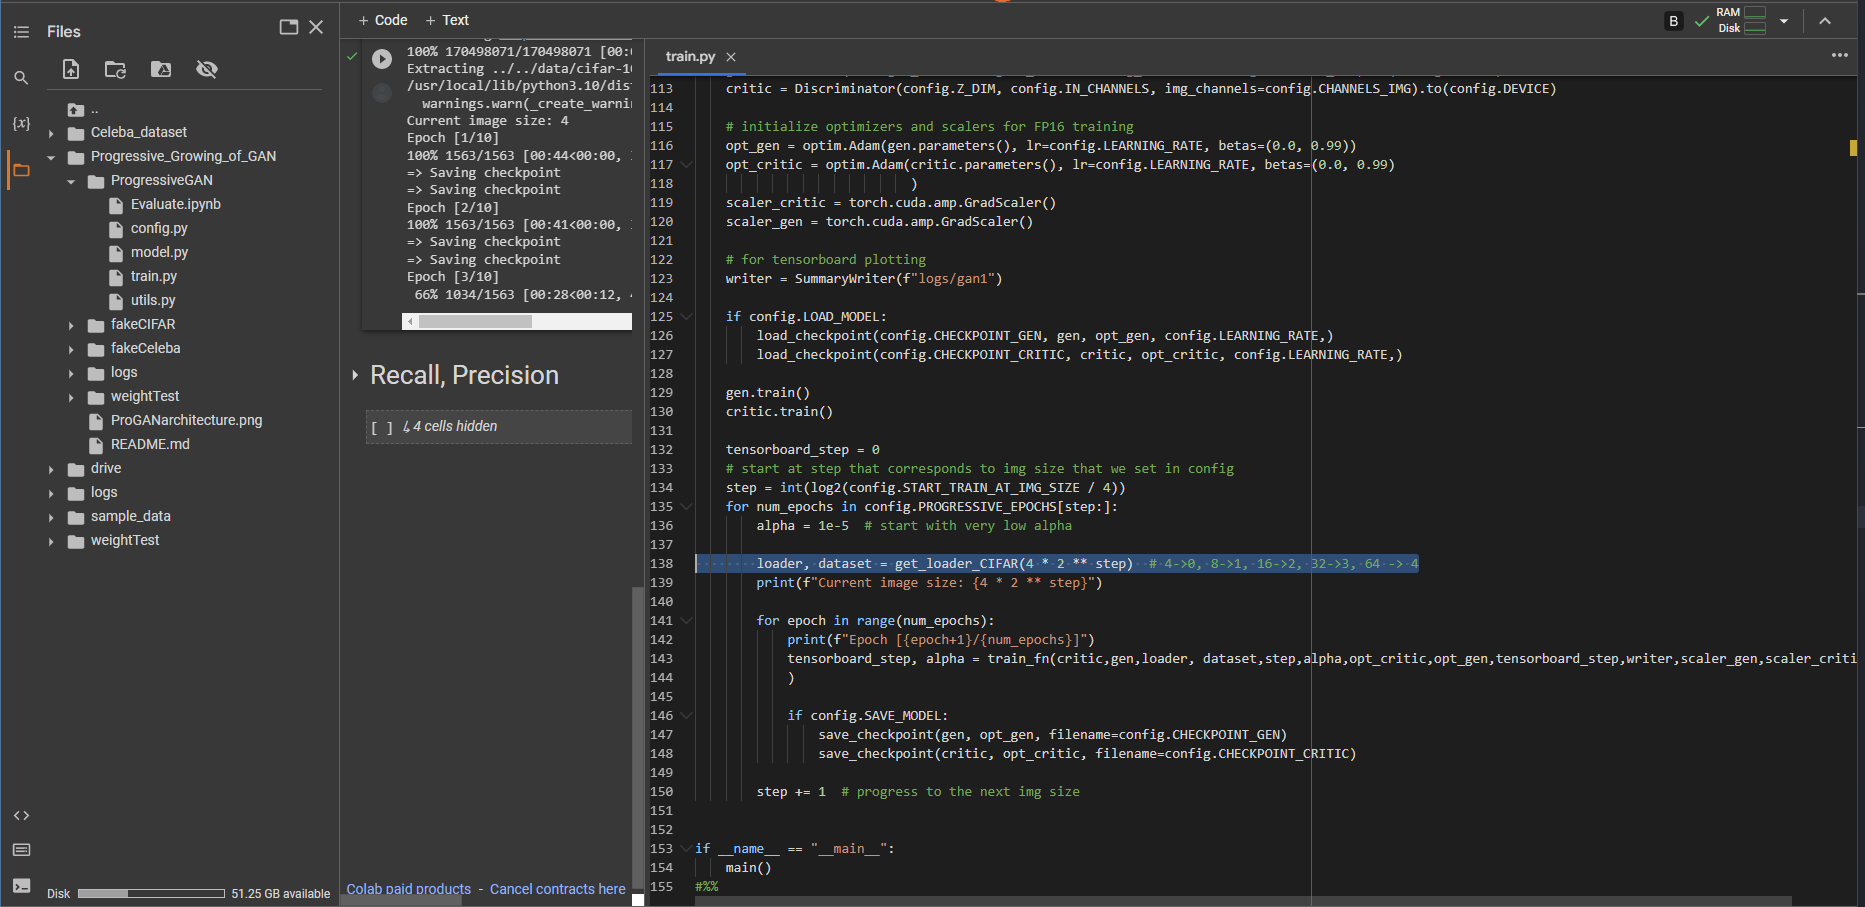 Files
..
Celeba_dataset
Progressive_Growing_of_GAN
ProgressiveGAN
Evaluate.ipynb
config.py
model.py
train.py
utils.py
fakeCIFAR
fakeCeleba
logs
weightTest
ProGANarchitecture.png
README.md
drive
logs
sample_data
weightTest
{x}
Disk
51.25 GB available
+ Code + Text
B
RAM
Disk
100% 170498071/170498071 [00:
Extracting ../../data/cifar-1
/usr/local/lib/python3.10/dis
warnings.warn(_create_warni
Current image size: 4
Epoch [1/10]
100% 1563/1563 [00:44<00:00,
=> Saving checkpoint
=> Saving checkpoint
Epoch [2/10]
100% 1563/1563 [00:41<00:00,
=> Saving checkpoint
=> Saving checkpoint
Epoch [3/10]
66% 1034/1563 [00:28<00:12,
Recall, Precision
[ ] ↳ 4 cells hidden
Colab paid products - Cancel contracts here
train.py
113 critic = Discriminator(config.Z_DIM, config.IN_CHANNELS, img_channels=config.CHANNELS_IMG).to(config.DEVICE)
114
115 # initialize optimizers and scalers for FP16 training
116 opt_gen = optim.Adam(gen.parameters(), lr=config.LEARNING_RATE, betas=(0.0, 0.99))
117 opt_critic = optim.Adam(critic.parameters(), lr=config.LEARNING_RATE, betas=(0.0, 0.99)
118 )
119 scaler_critic = torch.cuda.amp.GradScaler()
120 scaler_gen = torch.cuda.amp.GradScaler()
121
122 # for tensorboard plotting
123 writer = SummaryWriter(f"logs/gan1")
124
125 if config.LOAD_MODEL:
126 load_checkpoint(config.CHECKPOINT_GEN, gen, opt_gen, config.LEARNING_RATE,)
127 load_checkpoint(config.CHECKPOINT_CRITIC, critic, opt_critic, config.LEARNING_RATE,)
128
129 gen.train()
130 critic.train()
131
132 tensorboard_step = 0
133 # start at step that corresponds to img size that we set in config
134 step = int(log2(config.START_TRAIN_AT_IMG_SIZE / 4))
135 for num_epochs in config.PROGRESSIVE_EPOCHS[step:]:
136 alpha = 1e-5 # start with very low alpha
137
138 loader, dataset = get_loader_CIFAR(4 * 2 ** step) # 4->0, 8->1, 16->2, 32->3, 64 -> 4
139 print(f"Current image size: {4 * 2 ** step}")
140
141 for epoch in range(num_epochs):
142 print(f"Epoch [{epoch+1}/{num_epochs}]")
143 tensorboard_step, alpha = train_fn(critic,gen,loader, dataset,step,alpha,opt_critic,opt_gen,tensorboard_step,writer,scaler_gen,scaler_criti
144 )
145
146 if config.SAVE_MODEL:
147 save_checkpoint(gen, opt_gen, filename=config.CHECKPOINT_GEN)
148 save_checkpoint(critic, opt_critic, filename=config.CHECKPOINT_CRITIC)
149
150 step += 1 # progress to the next img size
151
152
153 if __name__ == "__main__":
154 main()
155 #%%